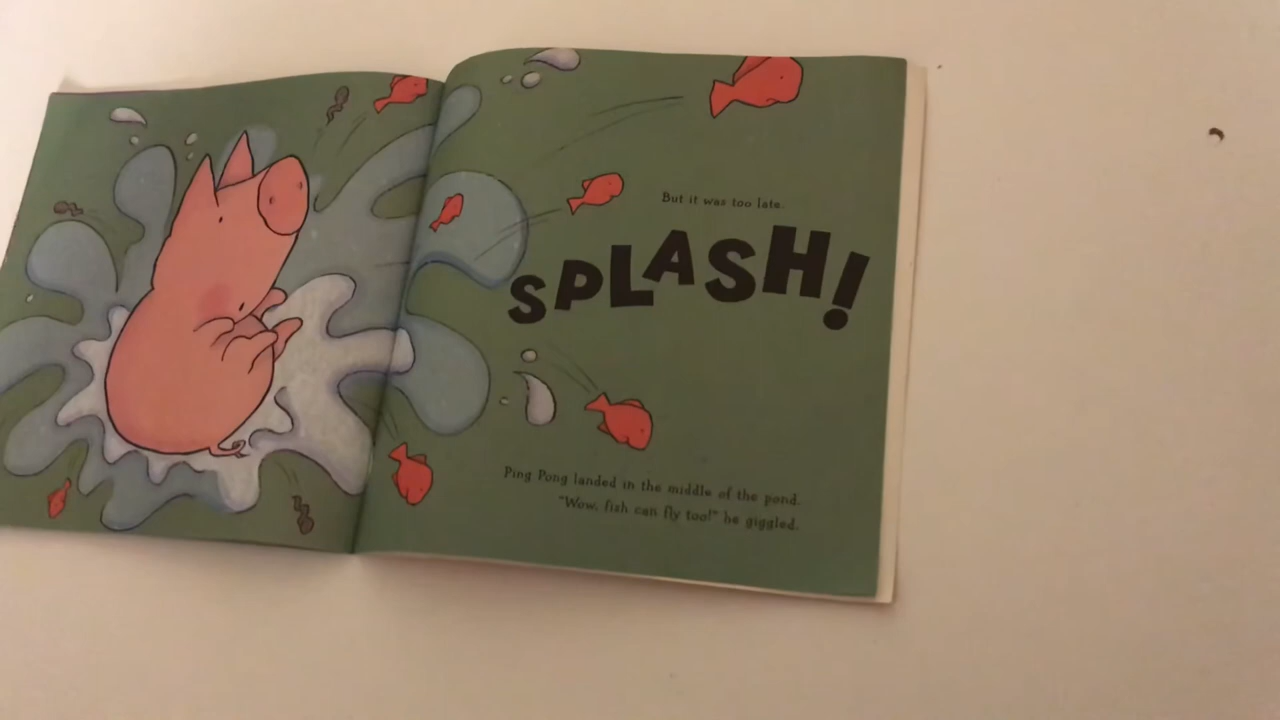 But it was too late.
SPLASH!
Ping Pong landed in the middle of the pond.
"Wow, fish can fly too!" he giggled.